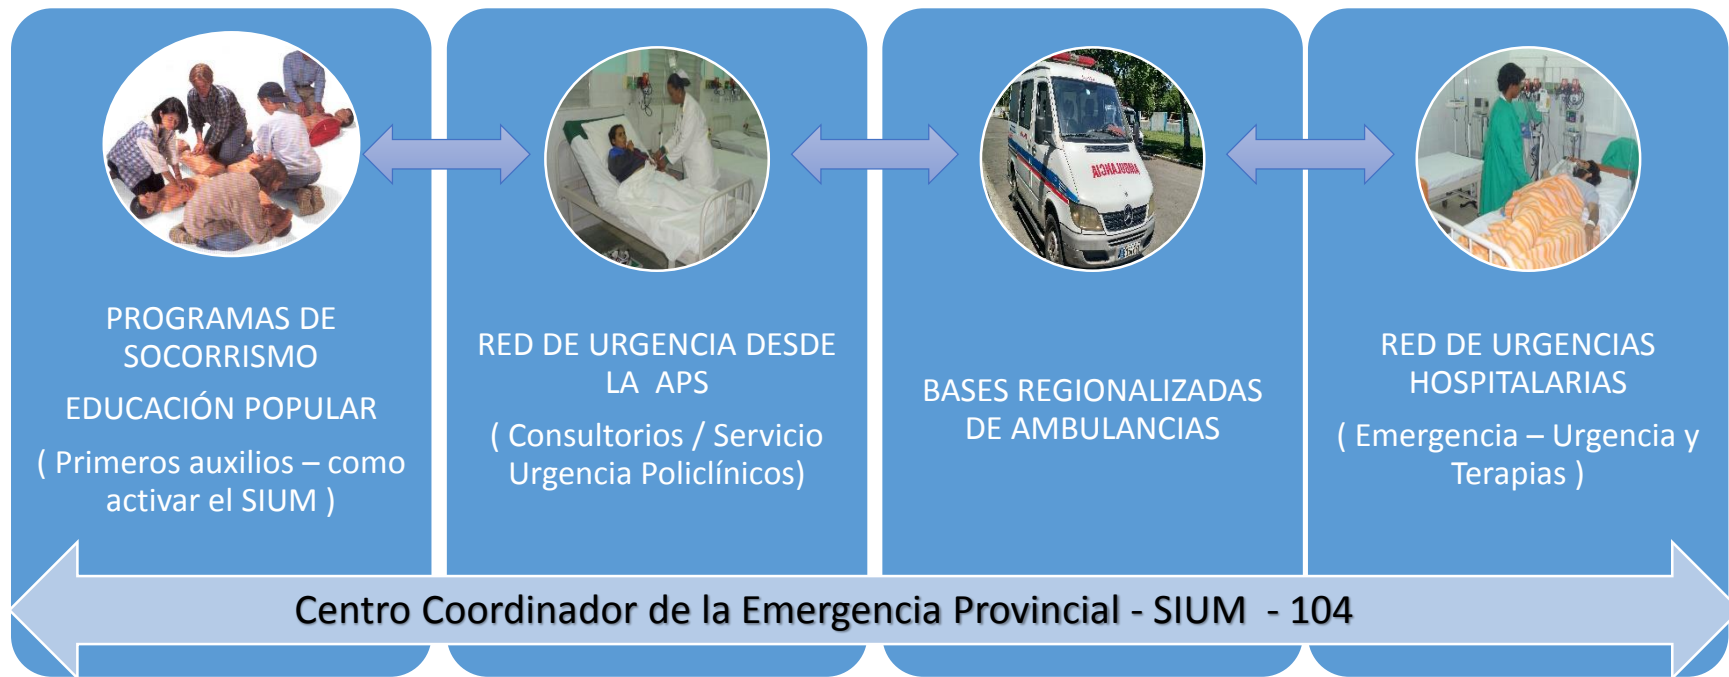 PROGRAMAS DE
SOCORRISMO
EDUCACIÓN POPULAR
( Primeros auxilios – como
activar el SIUM )
RED DE URGENCIA DESDE
LA APS
( Consultorios / Servicio
Urgencia Policlínicos)
AMBULANCIA
BASES REGIONALIZADAS
DE AMBULANCIAS
RED DE URGENCIAS
HOSPITALARIAS
( Emergencia – Urgencia y
Terapias )
Centro Coordinador de la Emergencia Provincial - SIUM - 104